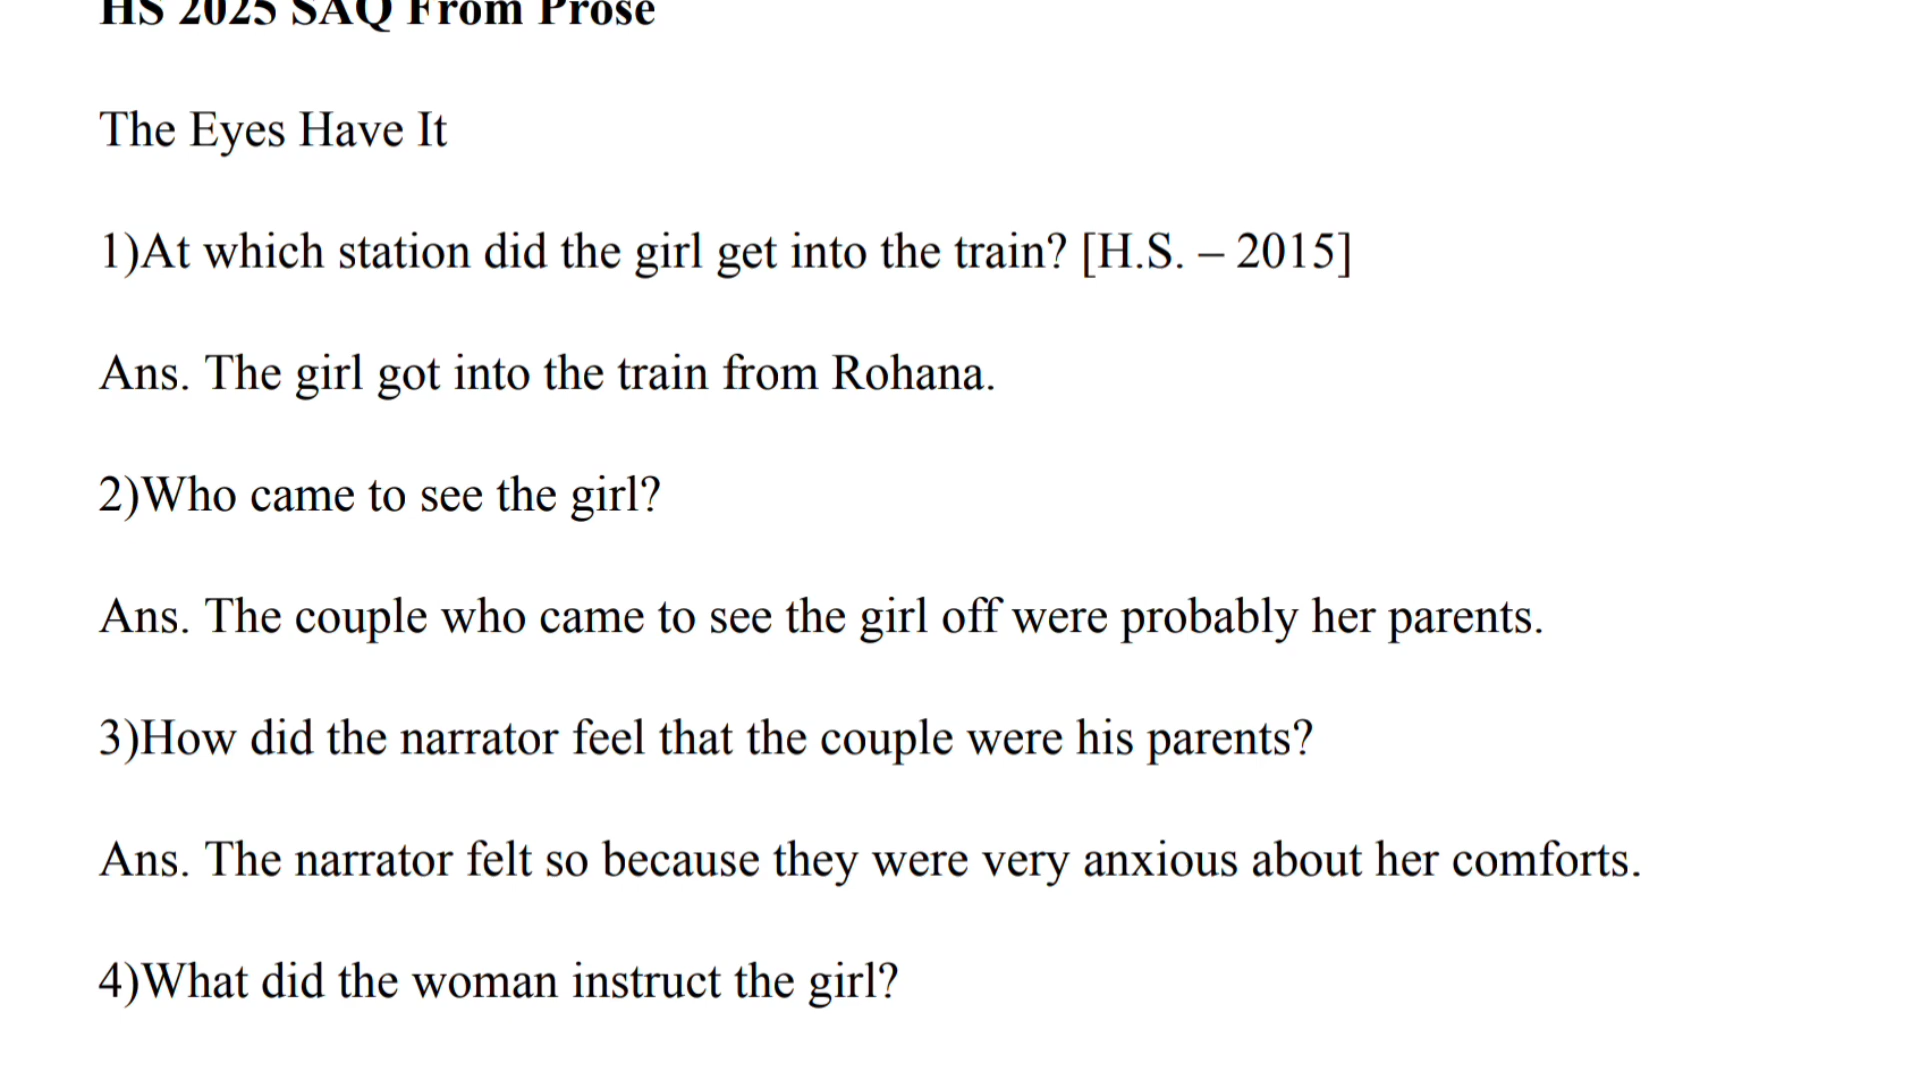 HS 2025 SAQ From Prose
The Eyes Have It
1)At which station did the girl get into the train? [H.S. – 2015]
Ans. The girl got into the train from Rohana.
2)Who came to see the girl?
Ans. The couple who came to see the girl off were probably her parents.
3)How did the narrator feel that the couple were his parents?
Ans. The narrator felt so because they were very anxious about her comforts.
4)What did the woman instruct the girl?